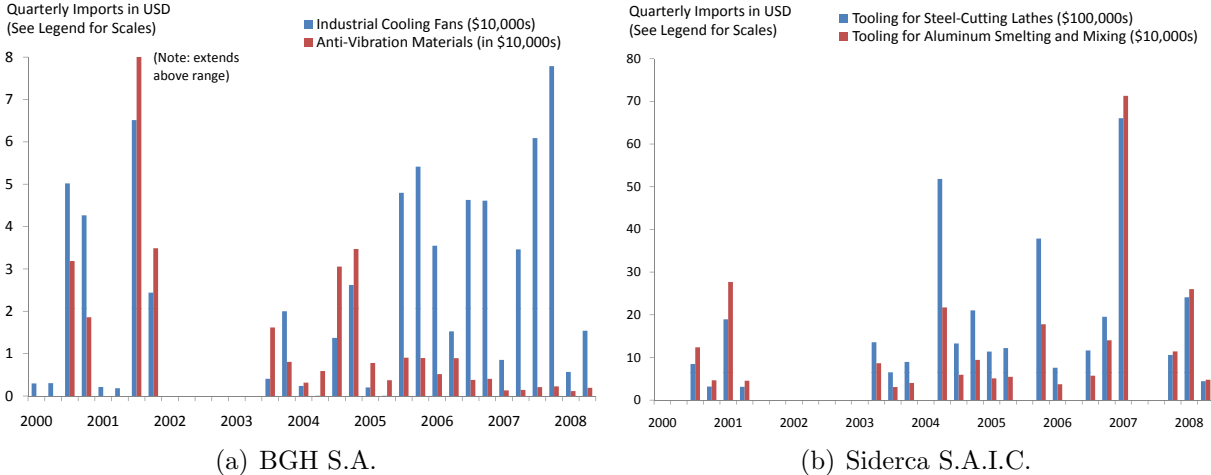 Quarterly Imports in USD
(See Legend for Scales)
Industrial Cooling Fans ($10,000s)
Anti-Vibration Materials (in $10,000s)
(Note: extends
above range)
8
7
6
5
4
3
2
1
0
2000 2001 2002 2003 2004 2005 2006 2007 2008
(a) BGH S.A.
Quarterly Imports in USD
(See Legend for Scales)
Tooling for Steel-Cutting Lathes ($100,000s)
Tooling for Aluminum Smelting and Mixing ($10,000s)
80
70
60
50
40
30
20
10
0
2000 2001 2002 2003 2004 2005 2006 2007 2008
(b) Siderca S.A.I.C.